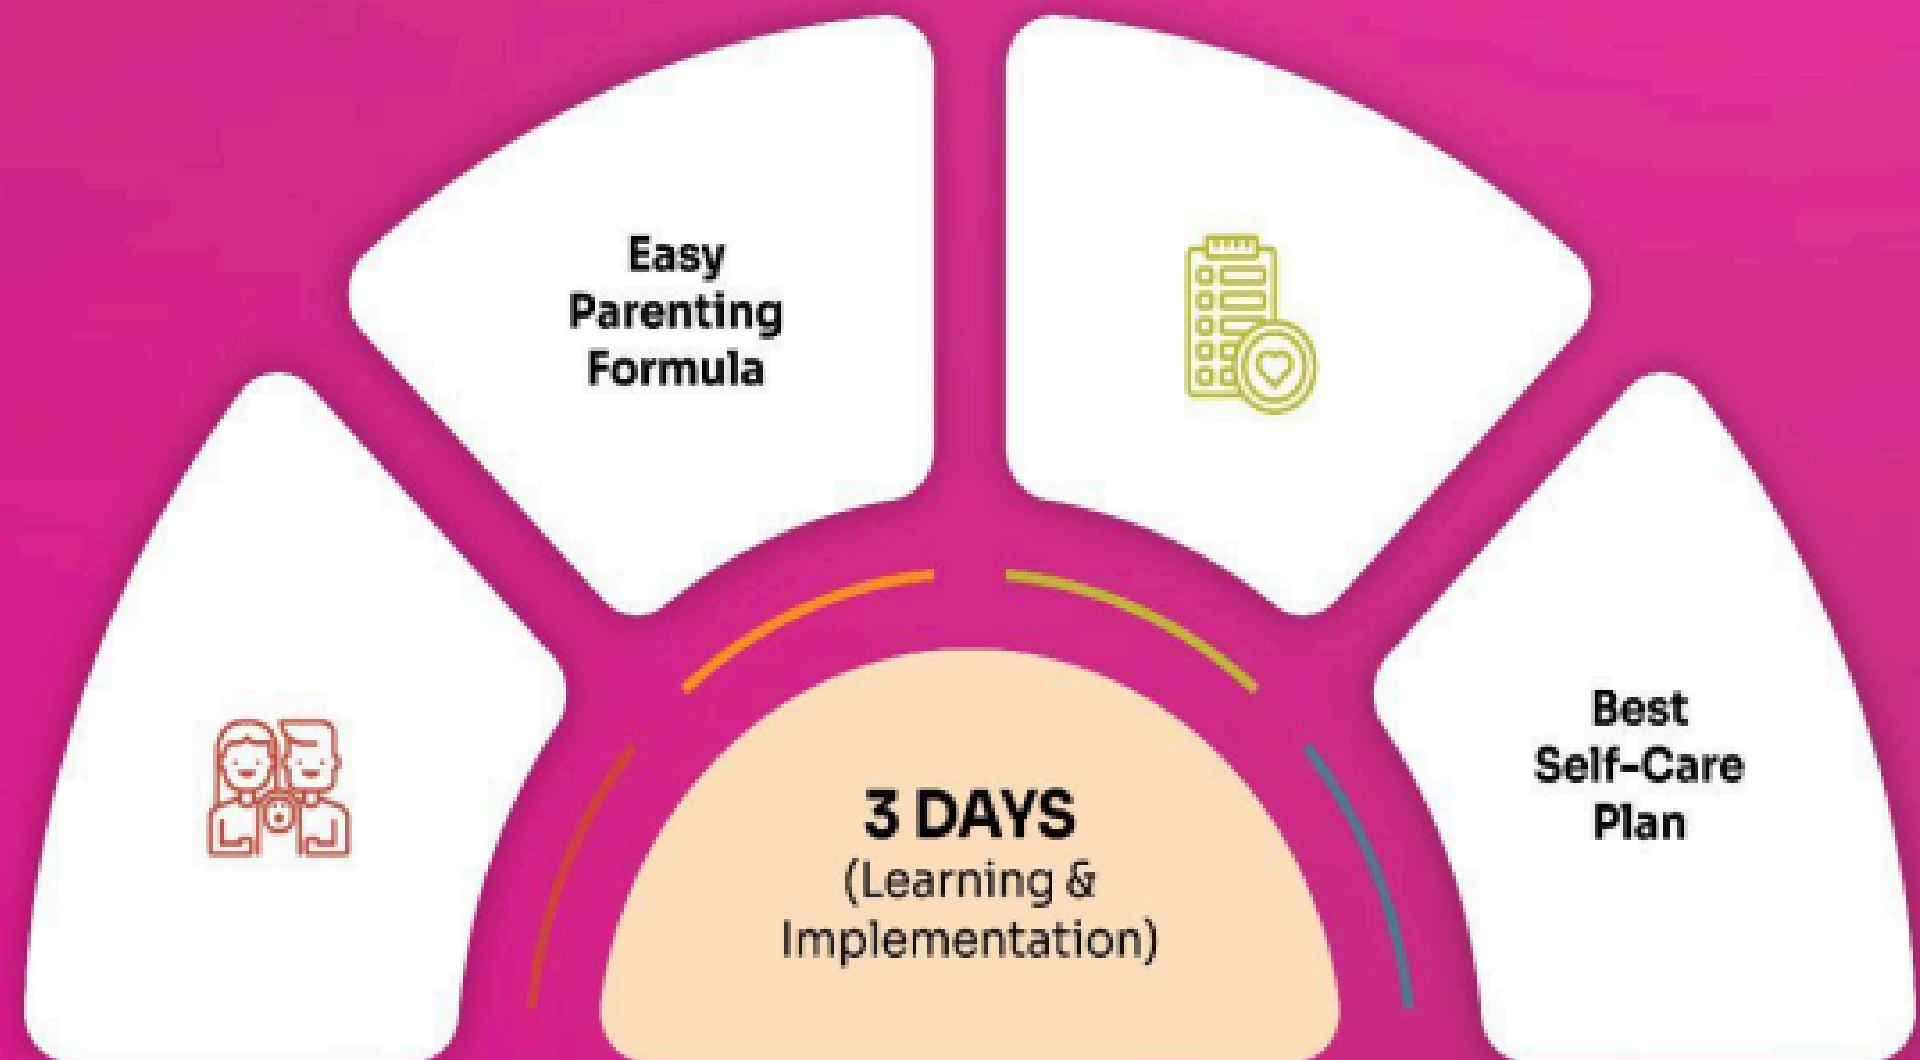 Easy
Parenting
Formula
Best
Self-Care
Plan
3 DAYS
(Learning &
Implementation)